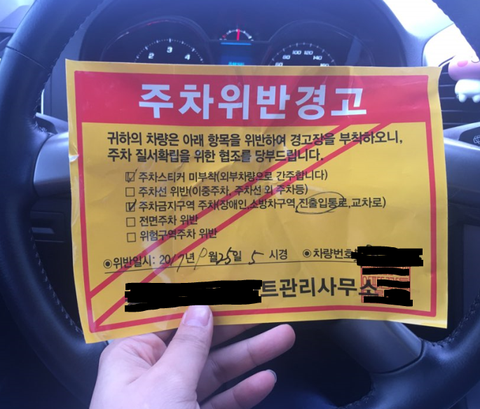 주차위반경고
귀하의 차량은 아래 항목을 위반하여 경고장을 부착하오니,
주차 질서확립을 위한 협조를 당부드립니다.
☑ 주차스티커 미부착(외부차량으로 간주합니다)
□ 주차선 위반(이중주차, 주차선 외 주차등)
☑ 주차금지구역 주차(장애인, 소방차구역, 진출입통로, 교차로)
□ 전면주차 위반
□ 위험구역주차 위반
◉위반일시: 2017년 월 25일 5 시경 ◉차량번호
트관리사무소